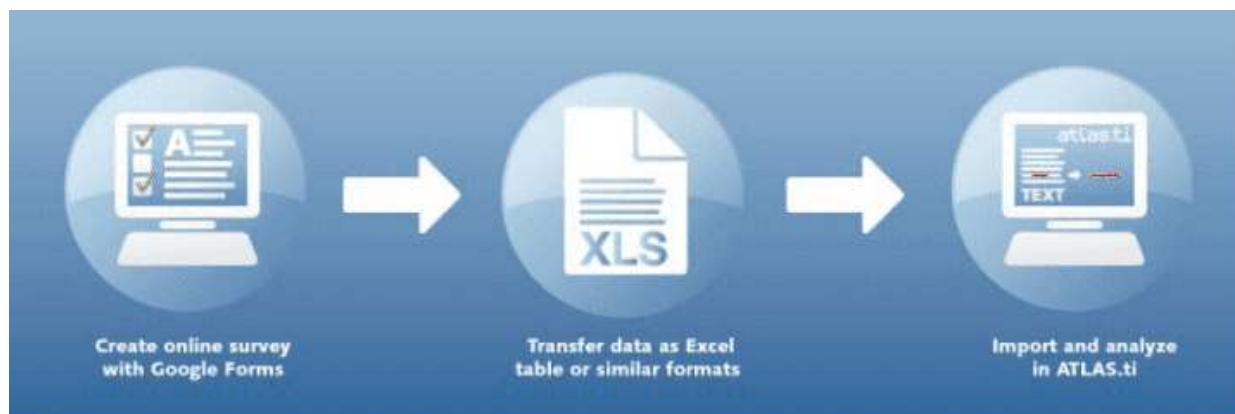 A
Create online survey
with Google Forms
XLS
Transfer data as Excel
table or similar formats
atlas.ti
TEXT
Import and analyze
in ATLAS.ti